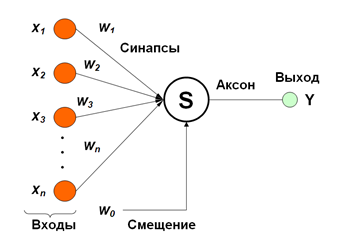 x1
w1
Синапсы
x2
w2
x3
w3
S
Аксон
Выход
Y
wn
xn
w0
Входы
Смещение